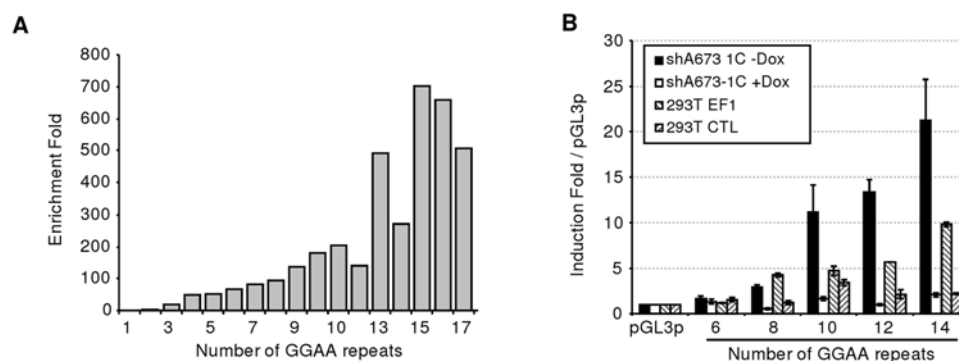 A
Enrichment Fold
800
700
600
500
400
300
200
100
0
1 3 5 7 9 10 13 15 17
Number of GGAA repeats
B
Induction Fold / pGL3p
30
25
20
15
10
5
0
shA673 1C -Dox
shA673-1C +Dox
293T EF1
293T CTL
pGL3p 6 8 10 12 14
Number of GGAA repeats